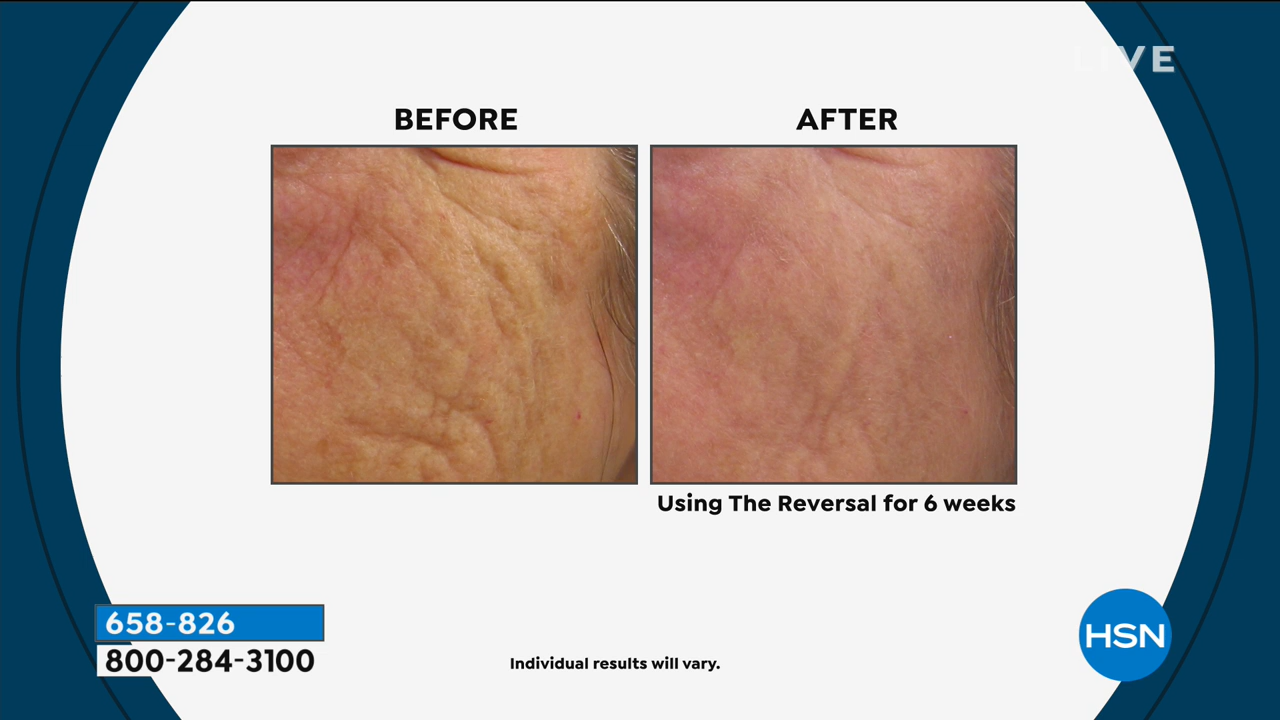 LIVE
BEFORE
AFTER
Using The Reversal for 6 weeks
658-826
800-284-3100
Individual results will vary.
HSN